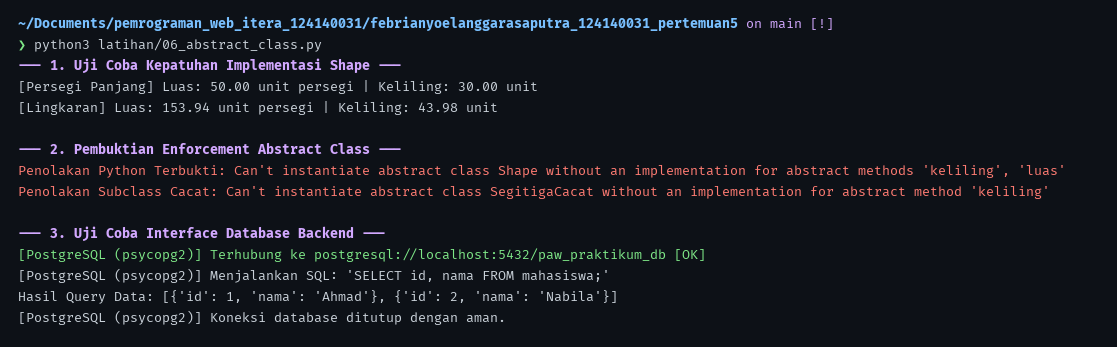 ~/Documents/pemrograman_web_itera_124140031/febrianyoelanggarasaputra_124140031_pertemuan5 on main [!]
❯ python3 latihan/06_abstract_class.py
--- 1. Uji Coba Kepatuhan Implementasi Shape ---
[Persegi Panjang] Luas: 50.00 unit persegi | Keliling: 30.00 unit
[Lingkaran] Luas: 153.94 unit persegi | Keliling: 43.98 unit
--- 2. Pembuktian Enforcement Abstract Class ---
Penolakan Python Terbukti: Can't instantiate abstract class Shape without an implementation for abstract methods 'keliling', 'luas'
Penolakan Subclass Cacat: Can't instantiate abstract class SegitigaCacat without an implementation for abstract method 'keliling'
--- 3. Uji Coba Interface Database Backend ---
[PostgreSQL (psycopg2)] Terhubung ke postgresql://localhost:5432/paw_praktikum_db [OK]
[PostgreSQL (psycopg2)] Menjalankan SQL: 'SELECT id, nama FROM mahasiswa;'
Hasil Query Data: [{'id': 1, 'nama': 'Ahmad'}, {'id': 2, 'nama': 'Nabila'}]
[PostgreSQL (psycopg2)] Koneksi database ditutup dengan aman.